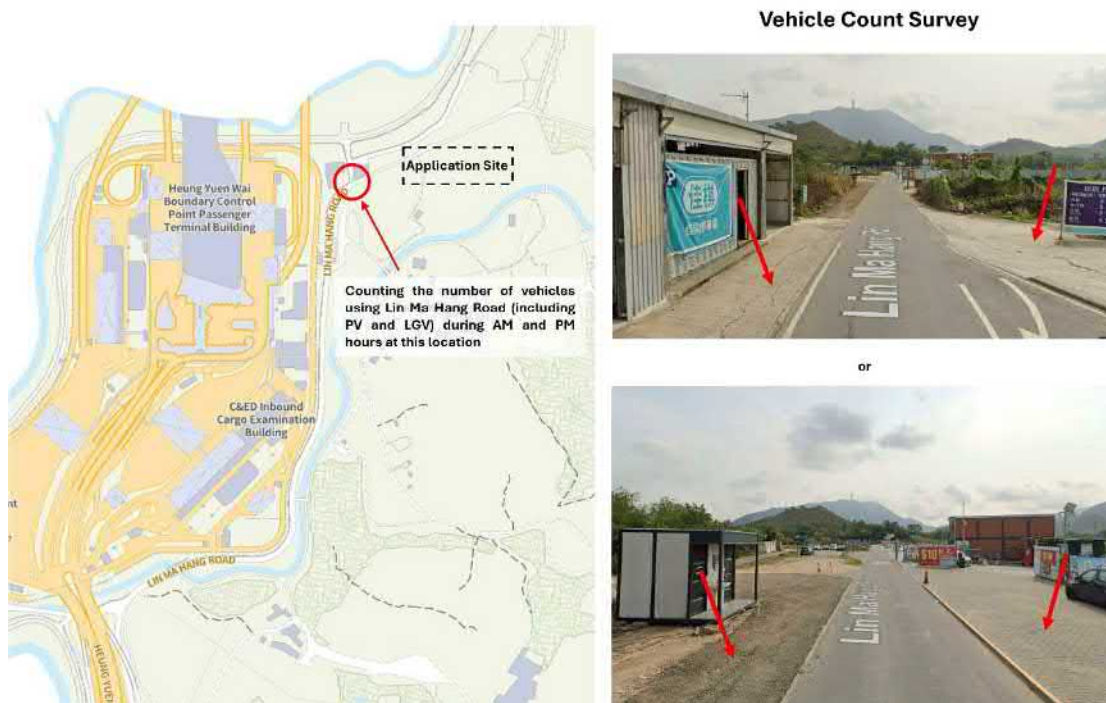 Vehicle Count Survey
Heung Yuen Wai
Boundary Control
Point Passenger
Terminal Building
LIN MA HANG ROAD
Application Site
Counting the number of vehicles
using Lin Ma Hang Road (including
PV and LGV) during AM and PM
hours at this location
C&ED Inbound
Cargo Examination
Building
LIN MA HANG ROAD
HEUNG YUEN
Lin Ma Hang
or
$10
Lin Ma